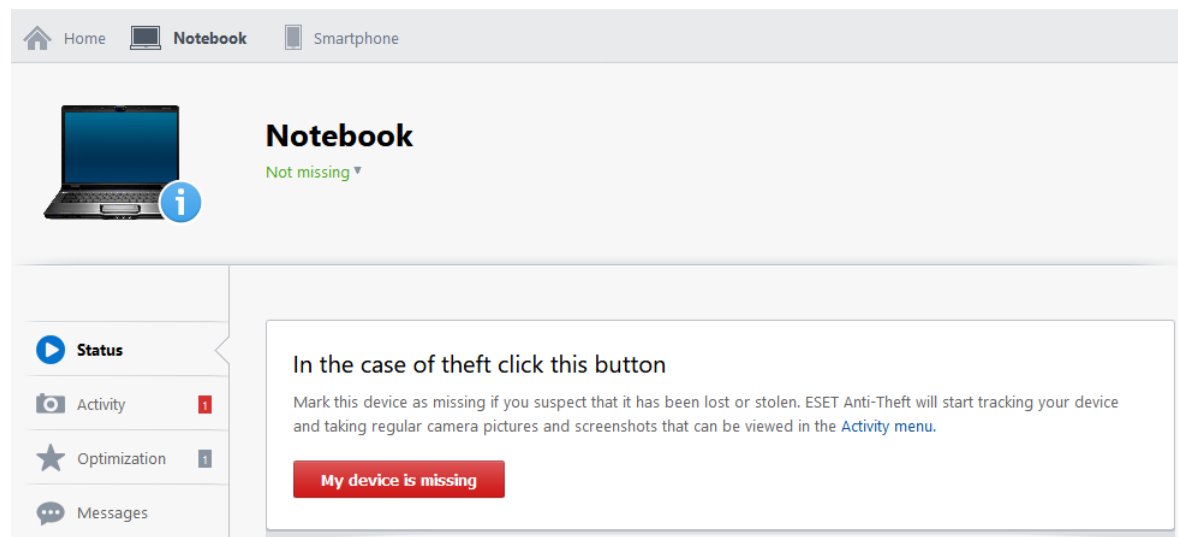 Home Notebook Smartphone
Notebook
Not missing
Status
In the case of theft click this button
Activity 1
Mark this device as missing if you suspect that it has been lost or stolen. ESET Anti-Theft will start tracking your device
and taking regular camera pictures and screenshots that can be viewed in the Activity menu.
Optimization 1
My device is missing
Messages